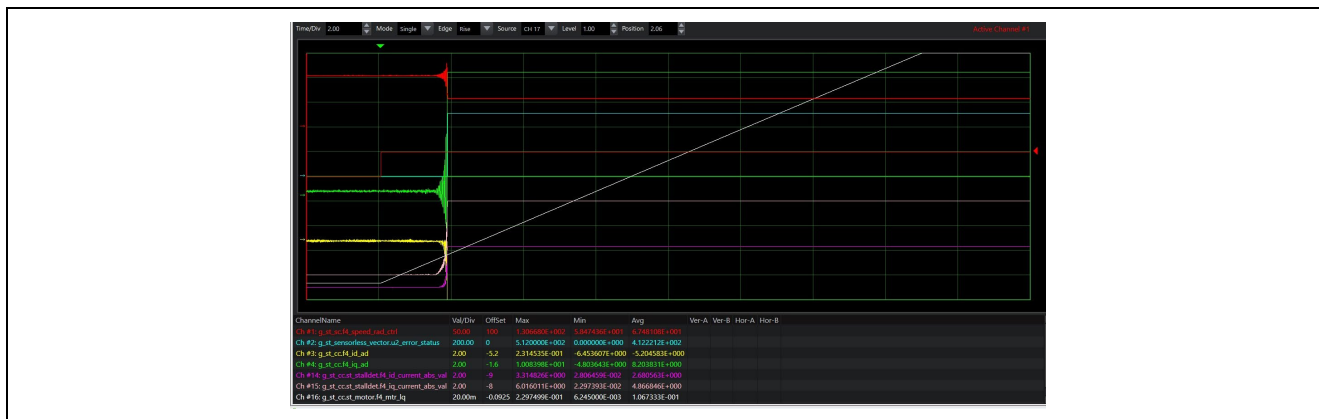 Time/Div 2.00 Mode Single Edge Rise Source CH 17 Level 1.00 Position 2.06 Active Channel #1
ChannelName Val/Div OffSet Max Min Avg Ver-A Ver-B Hor-A Hor-B
Ch #1: g_st_sc.f4_speed_rad_ctrl 50.00 100 1.306680E+002 5.847436E+001 6.748108E+001
Ch #2: g_st_sensorless_vector.u2_error_status 200.00 0 5.120000E+002 0.000000E+000 4.122212E+002
Ch #3: g_st_cc.f4_id_ad 2.00 -5.2 2.314535E-001 -6.453607E+000 -5.204583E+000
Ch #4: g_st_cc.f4_iq_ad 2.00 -1.6 1.008398E+001 -4.803643E+000 8.203831E+000
Ch #14: g_st_cc.st_stalldet.f4_id_current_abs_val 2.00 -9 3.314826E+000 2.806459E-002 2.680563E+000
Ch #15: g_st_cc.st_stalldet.f4_iq_current_abs_val 2.00 -8 6.016011E+000 2.297393E-002 4.866846E+000
Ch #16: g_st_cc.st_motor.f4_mtr_lq 20.00m -0.0925 2.297499E-001 6.245000E-003 1.067333E-001